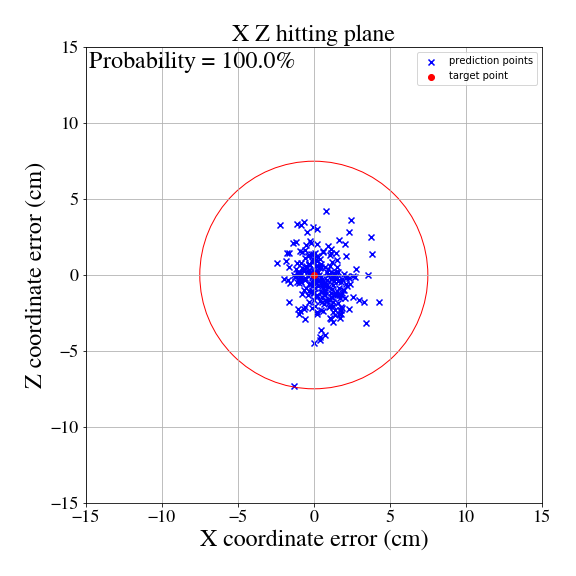 X Z hitting plane
Probability = 100.0%
prediction points
target point
15
10
5
0
−5
−10
−15
Z coordinate error (cm)
−15 −10 −5 0 5 10 15
X coordinate error (cm)